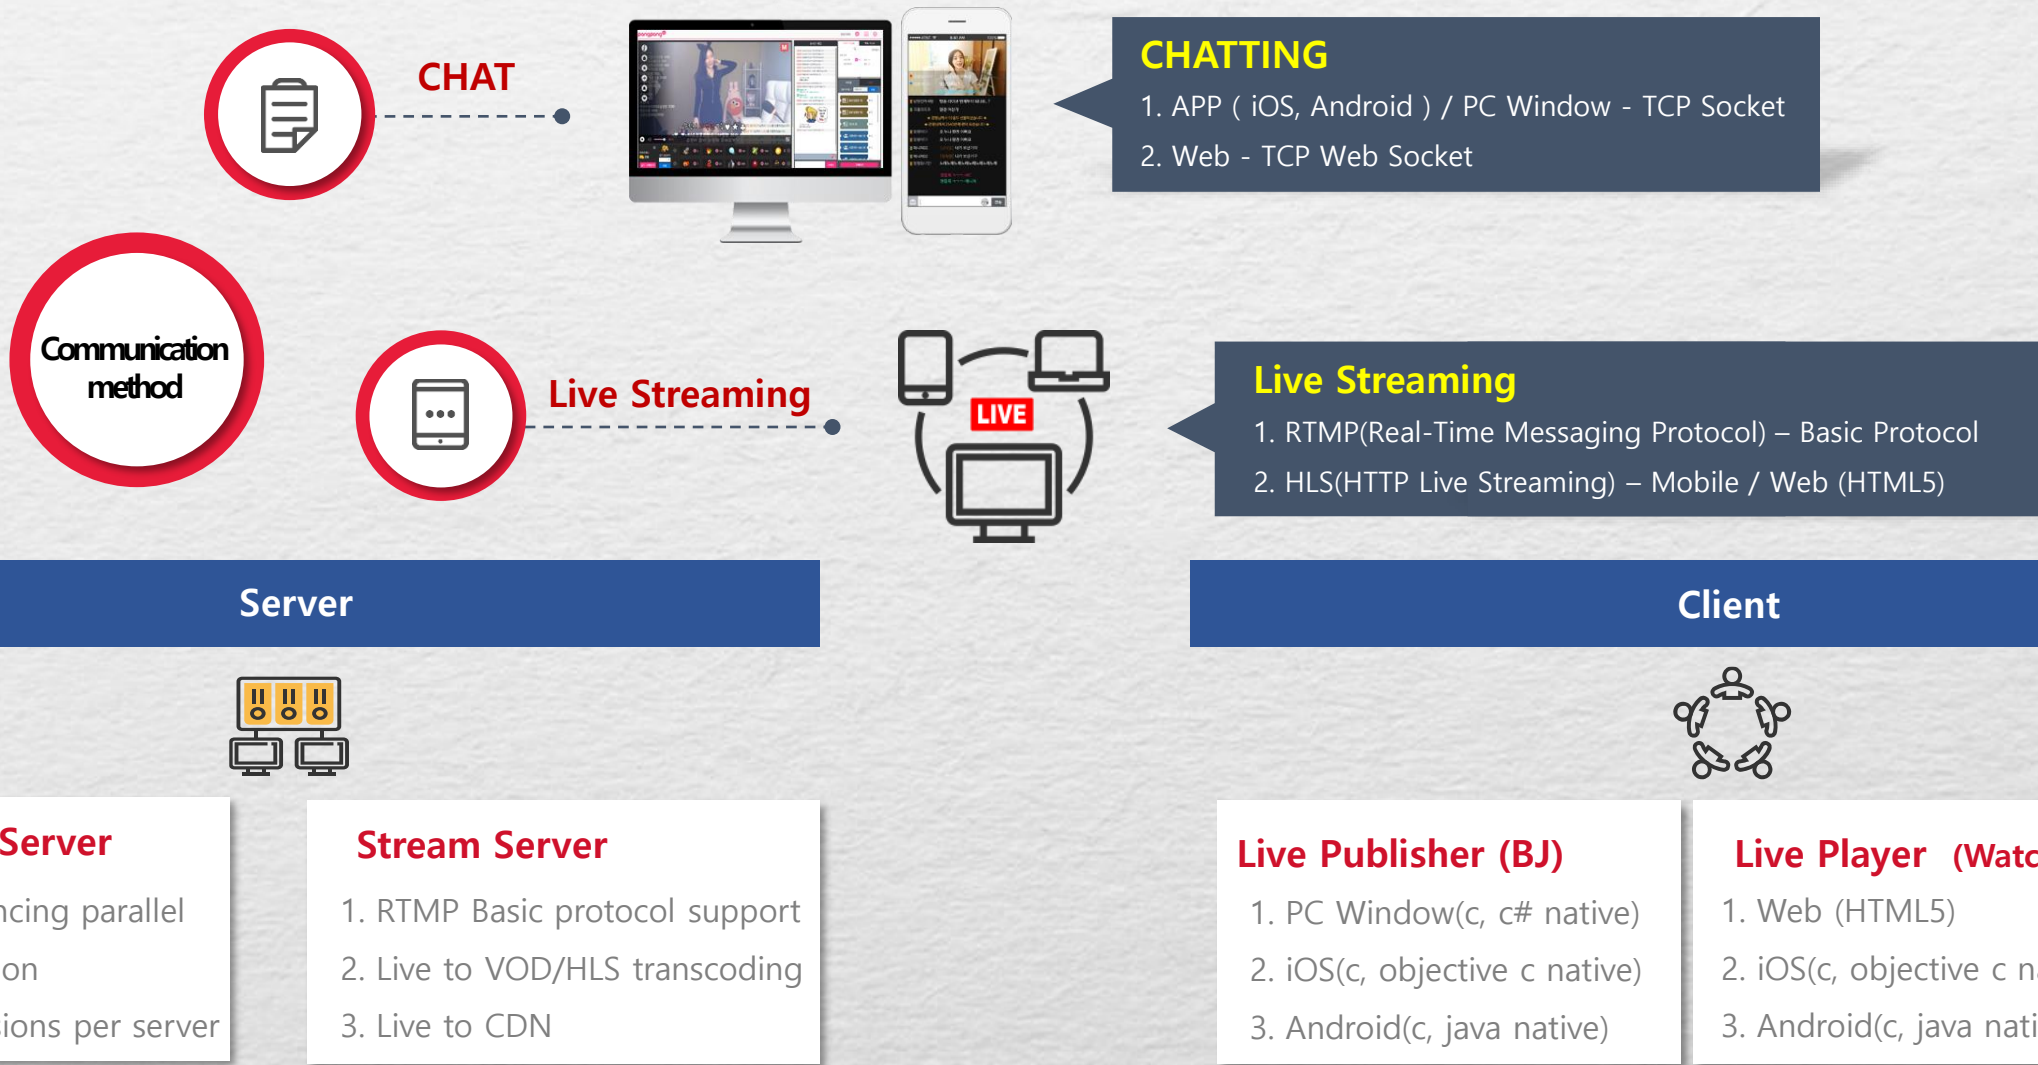 CHAT
CHATTING
1. APP ( iOS, Android ) / PC Window - TCP Socket
2. Web - TCP Web Socket
Communication
method
Live Streaming
LIVE
Live Streaming
1. RTMP(Real-Time Messaging Protocol) – Basic Protocol
2. HLS(HTTP Live Streaming) – Mobile / Web (HTML5)
Server
Client
Server
ncing parallel
on
ions per server
Stream Server
1. RTMP Basic protocol support
2. Live to VOD/HLS transcoding
3. Live to CDN
Live Publisher (BJ)
1. PC Window(c, c# native)
2. iOS(c, objective c native)
3. Android(c, java native)
Live Player (Watc
1. Web (HTML5)
2. iOS(c, objective c na
3. Android(c, java nati